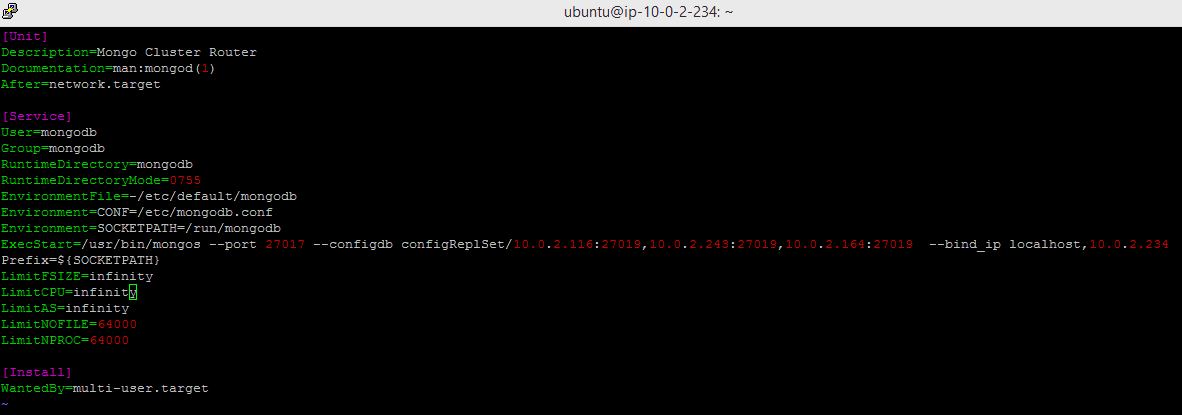 ubuntu@ip-10-0-2-234: ~
[Unit]
Description=Mongo Cluster Router
Documentation=man:mongod(1)
After=network.target
[Service]
User=mongodb
Group=mongodb
RuntimeDirectory=mongodb
RuntimeDirectoryMode=0755
EnvironmentFile=-/etc/default/mongodb
Environment=CONF=/etc/mongodb.conf
Environment=SOCKETPATH=/run/mongodb
ExecStart=/usr/bin/mongos --port 27017 --configdb configReplSet/10.0.2.116:27019,10.0.2.243:27019,10.0.2.164:27019  --bind_ip localhost,10.0.2.234
Prefix=${SOCKETPATH}
LimitFSIZE=infinity
LimitCPU=infinity
LimitAS=infinity
LimitNOFILE=64000
LimitNPROC=64000
[Install]
WantedBy=multi-user.target
~